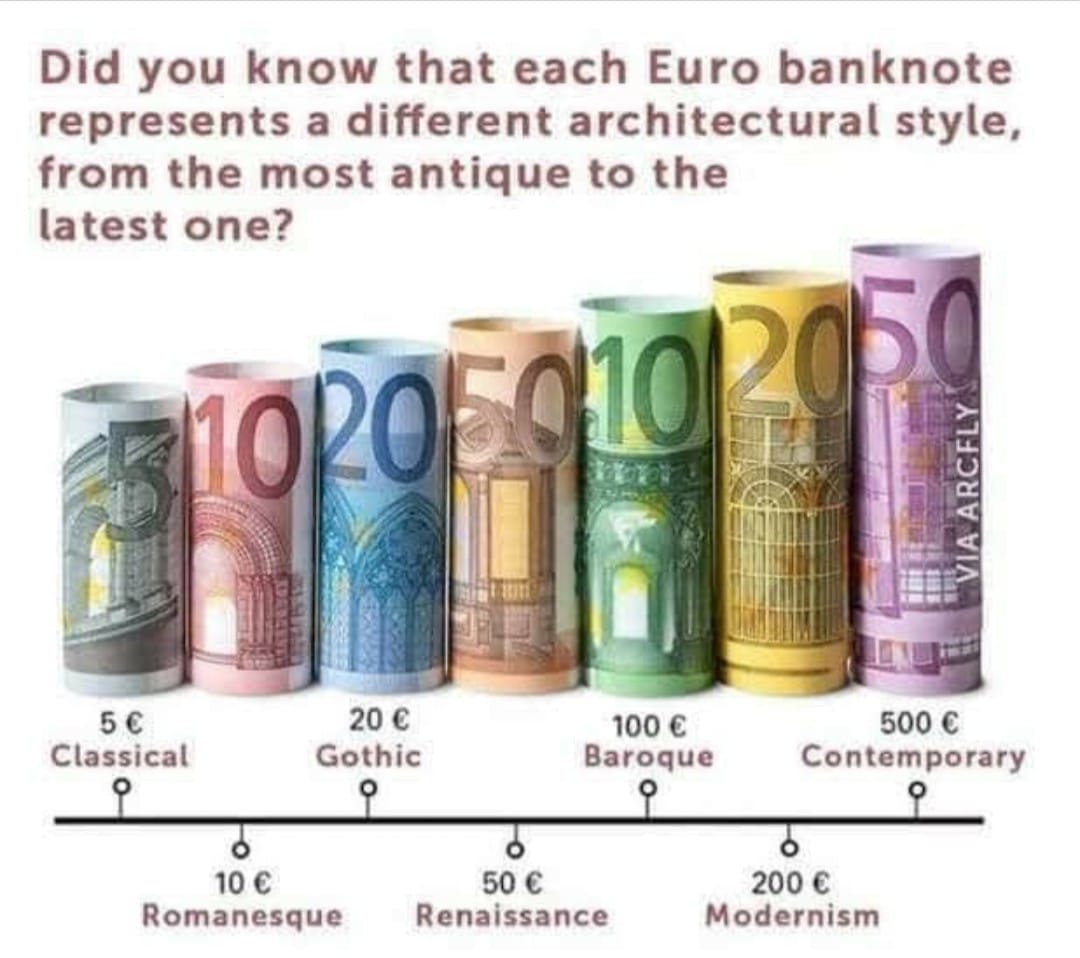 Did you know that each Euro banknote
represents a different architectural style,
from the most antique to the
latest one?
5
10
20
50
10
20
50
VIA ARCFLY
5 €
Classical
20 €
Gothic
100 €
Baroque
500 €
Contemporary
10 €
Romanesque
50 €
Renaissance
200 €
Modernism